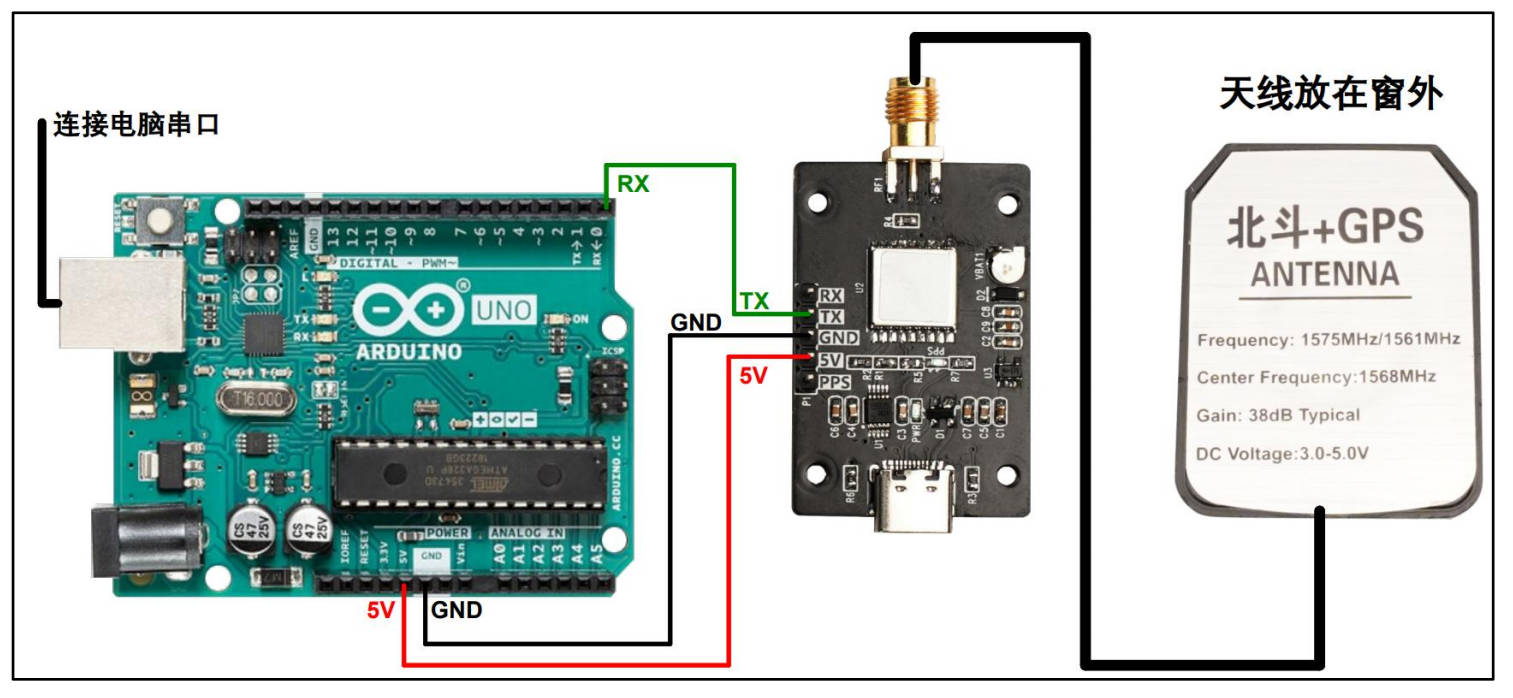 天线放在窗外
连接电脑串口
RX
TX
GND
5V
5V
GND
北斗+GPS
ANTENNA
Frequency: 1575MHz/1561MHz
Center Frequency:1568MHz
Gain: 38dB Typical
DC Voltage:3.0-5.0V
RESET
AREF
GND
13
12
~11
~10
~9
8
7
~6
~5
4
~3
2
TX→1
RX←0
DIGITAL - PWM~
L
TX
RX
UNO
ARDUINO
ON
ICSP
T16.000
ARDUINO.CC
ATMEL 354730
ATMEGA328P U
CS
47
25V
CS
47
25V
IOREF
RESET
3.3V
5V
GND
Vin
POWER
ANALOG IN
A0
A1
A2
A3
A4
A5
RF1
R4
U2
VBAT1
D2
C8
C9
C2
U3
RX
TX
GND
5V
PPS
P1
R2
R1
R5
PPS
R7
C6
C4
U1
C3
PWR
D1
C7
C5
C1
R6
R3